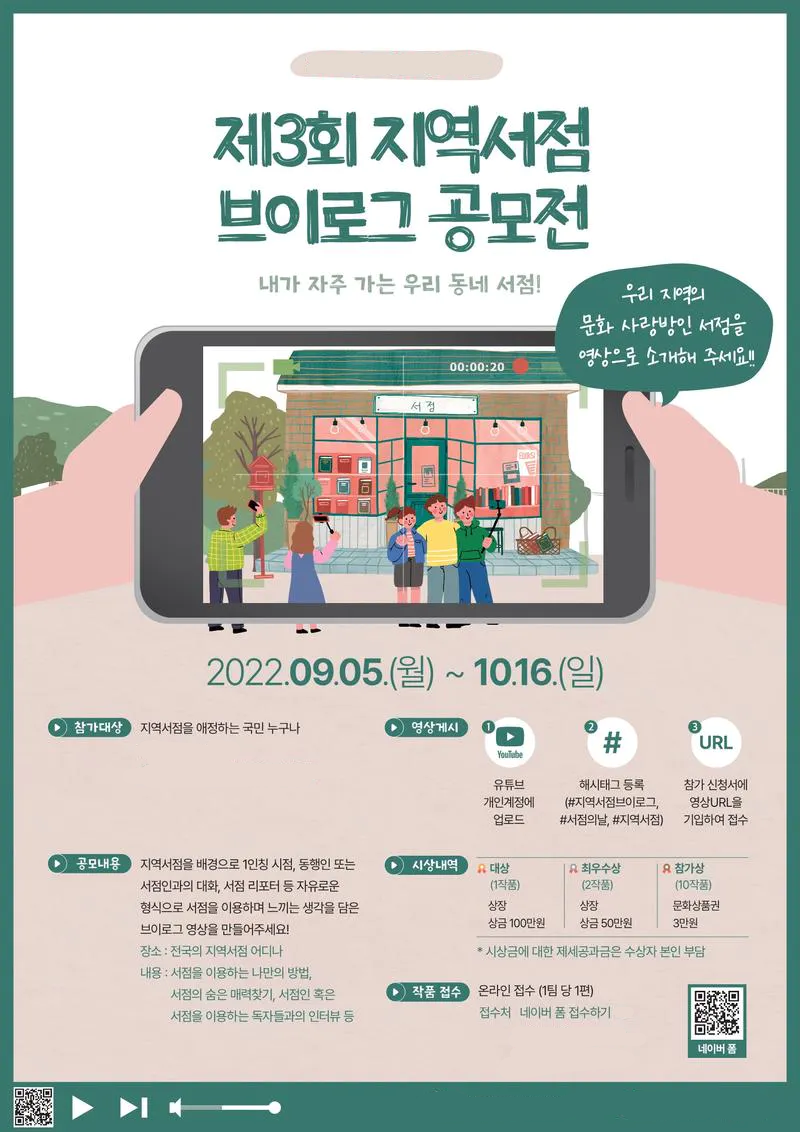 제3회 지역서점
브이로그 공모전
내가 자주 가는 우리 동네 서점!
우리 지역의
문화 사랑방인 서점을
영상으로 소개해 주세요!!
00:00:20
서점
2022.09.05.(월) ~ 10.16.(일)
참가대상
지역서점을 애정하는 국민 누구나
영상게시
1
YouTube
유튜브
개인계정에
업로드
2
#
해시태그 등록
(#지역서점브이로그,
#서점의날, #지역서점)
3
URL
참가 신청서에
영상URL을
기입하여 접수
공모내용
지역서점을 배경으로 1인칭 시점, 동행인 또는
서점인과의 대화, 서점 리포터 등 자유로운
형식으로 서점을 이용하며 느끼는 생각을 담은
브이로그 영상을 만들어주세요!
장소 : 전국의 지역서점 어디나
내용 : 서점을 이용하는 나만의 방법,
서점의 숨은 매력찾기, 서점인 혹은
서점을 이용하는 독자들과의 인터뷰 등
시상내역
대상
(1작품)
상장
상금 100만원
최우수상
(2작품)
상장
상금 50만원
참가상
(10작품)
문화상품권
3만원
* 시상금에 대한 제세공과금은 수상자 본인 부담
작품 접수
온라인 접수 (1팀 당 1편)
접수처 네이버 폼 접수하기
네이버 폼